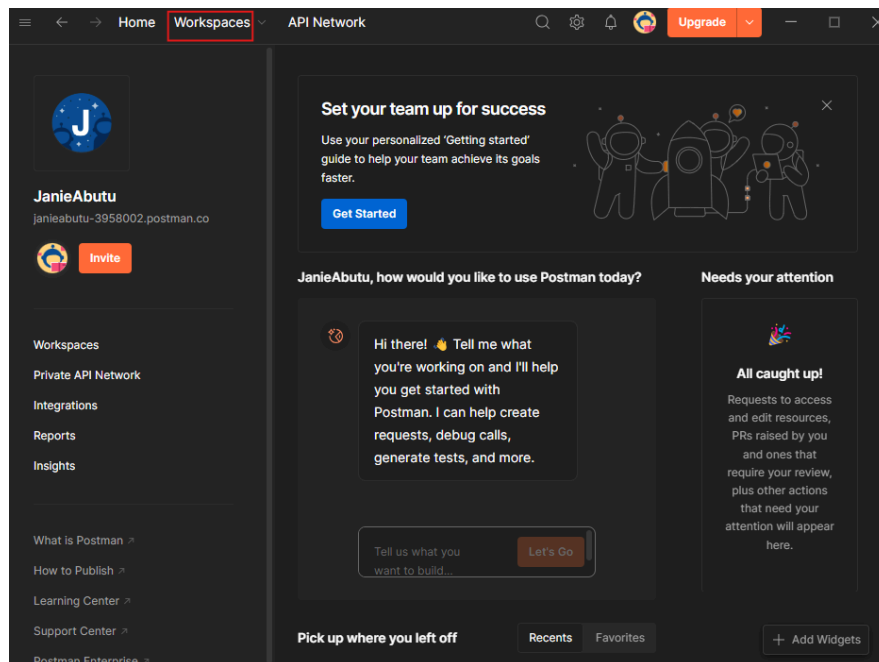 Home Workspaces API Network Upgrade
J
JanieAbutu
janieabutu-3958002.postman.co
Invite
Workspaces
Private API Network
Integrations
Reports
Insights
What is Postman
How to Publish
Learning Center
Support Center
Postman Enterprise
Set your team up for success
Use your personalized 'Getting started'
guide to help your team achieve its goals
faster.
Get Started
JanieAbutu, how would you like to use Postman today?
Hi there! 👋 Tell me what
you're working on and I'll help
you get started with
Postman. I can help create
requests, debug calls,
generate tests, and more.
Tell us what you
want to build...
Let's Go
Needs your attention
All caught up!
Requests to access
and edit resources,
PRs raised by you
and ones that
require your review,
plus other actions
that need your
attention will appear
here.
Pick up where you left off
Recents Favorites
+ Add Widgets